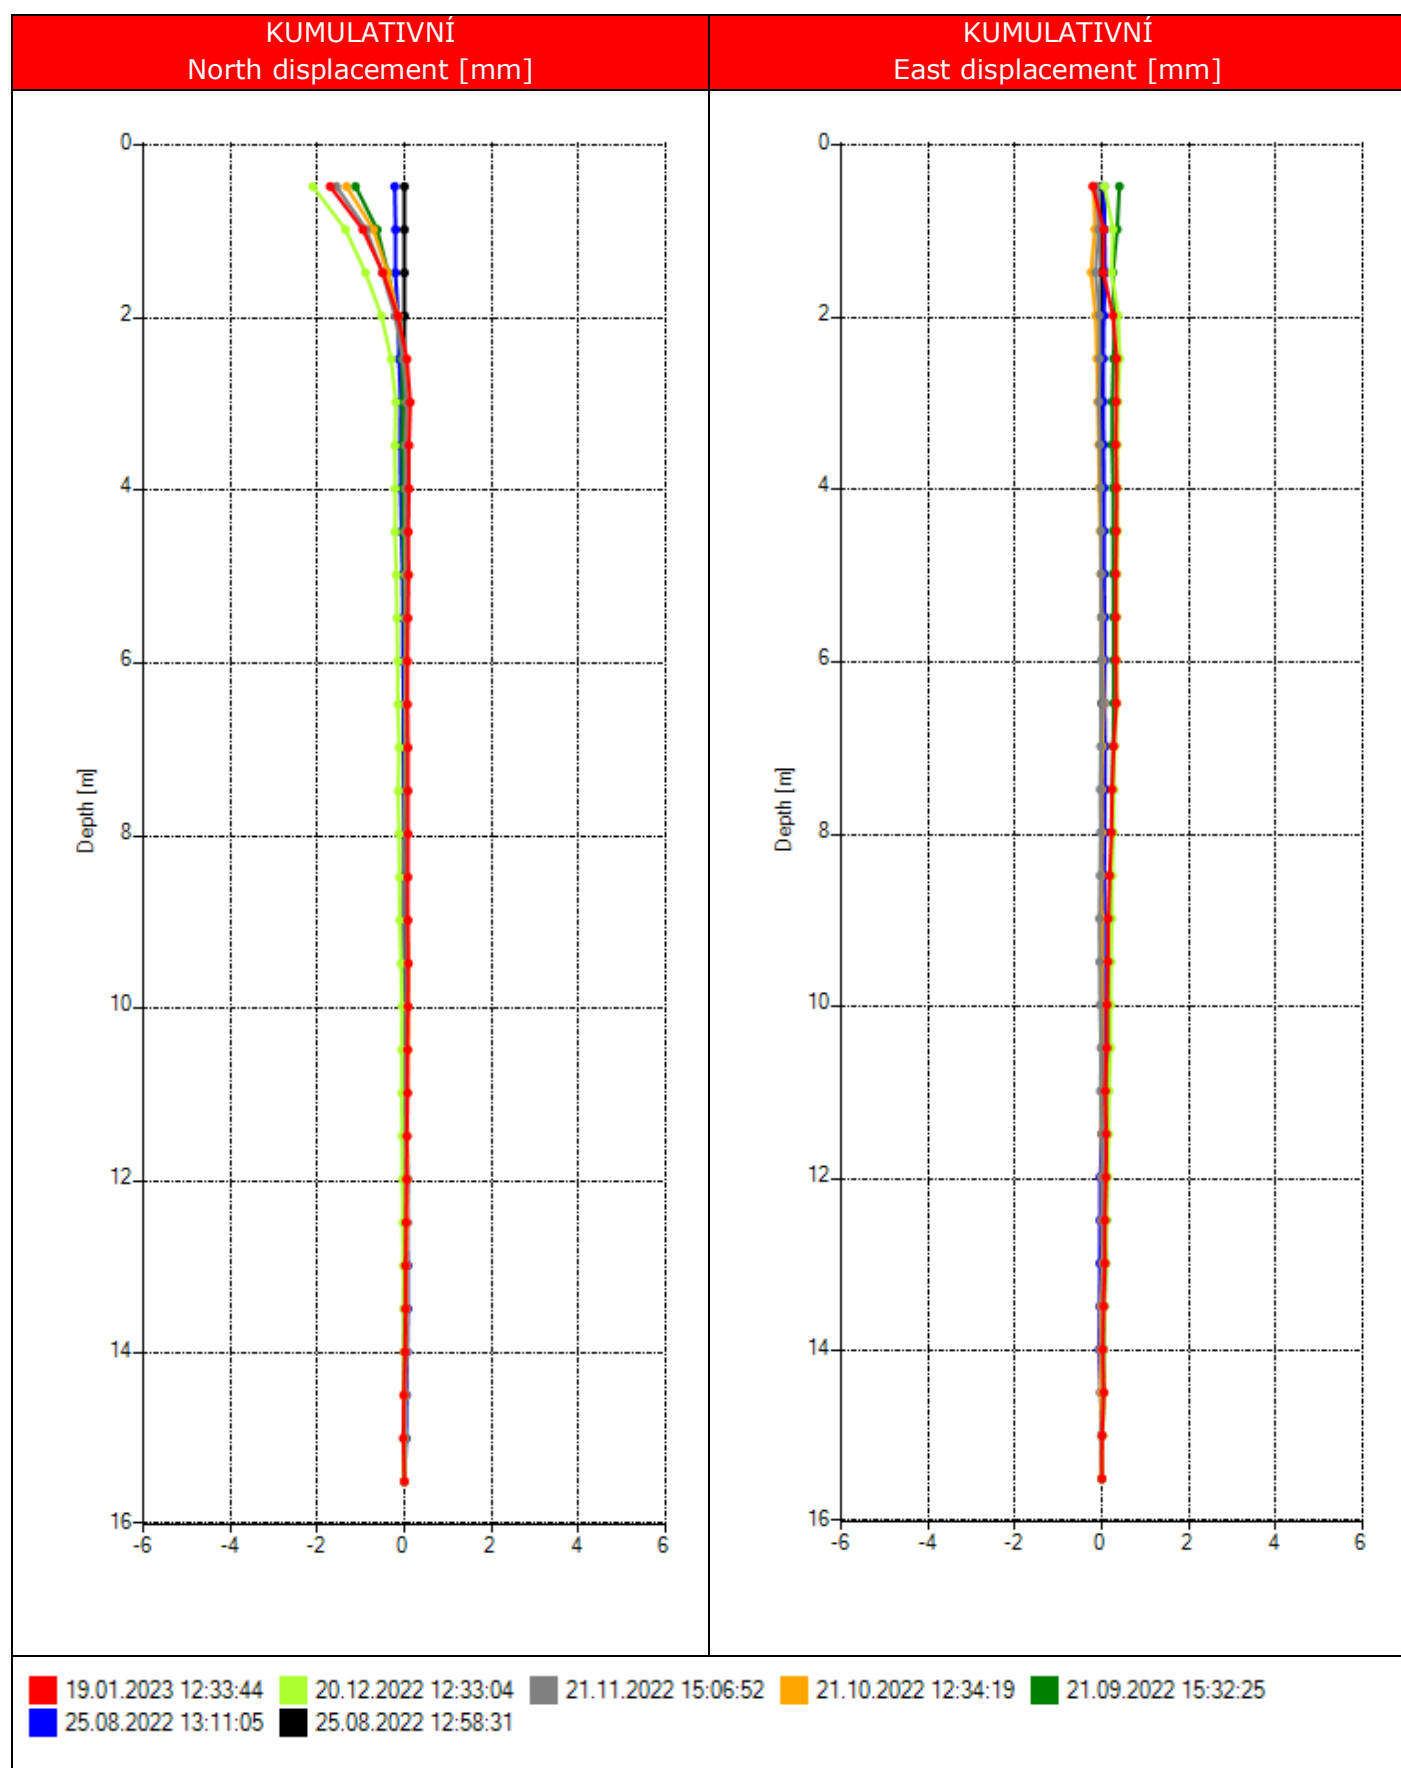 KUMULATIVNÍ
North displacement [mm]
KUMULATIVNÍ
East displacement [mm]
0
2
4
6
Depth [m]
8
10
12
14
16
-6 -4 -2 0 2 4 6
0
2
4
6
Depth [m]
8
10
12
14
16
-6 -4 -2 0 2 4 6
19.01.2023 12:33:44 20.12.2022 12:33:04 21.11.2022 15:06:52 21.10.2022 12:34:19 21.09.2022 15:32:25
25.08.2022 13:11:05 25.08.2022 12:58:31